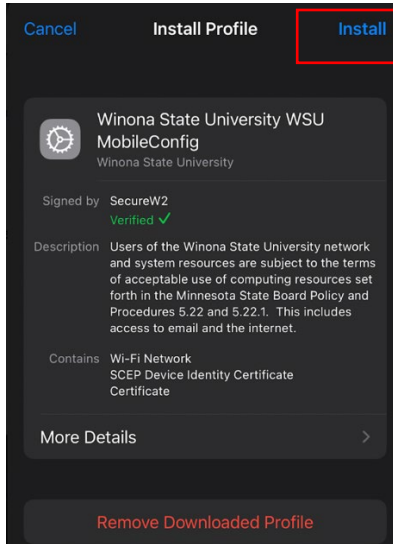 Cancel Install Profile Install
Winona State University WSU
MobileConfig
Winona State University
Signed by SecureW2
Verified ✓
Description Users of the Winona State University network
and system resources are subject to the terms
of acceptable use of computing resources set
forth in the Minnesota State Board Policy and
Procedures 5.22 and 5.22.1. This includes
access to email and the internet.
Contains Wi-Fi Network
SCEP Device Identity Certificate
Certificate
More Details
Remove Downloaded Profile